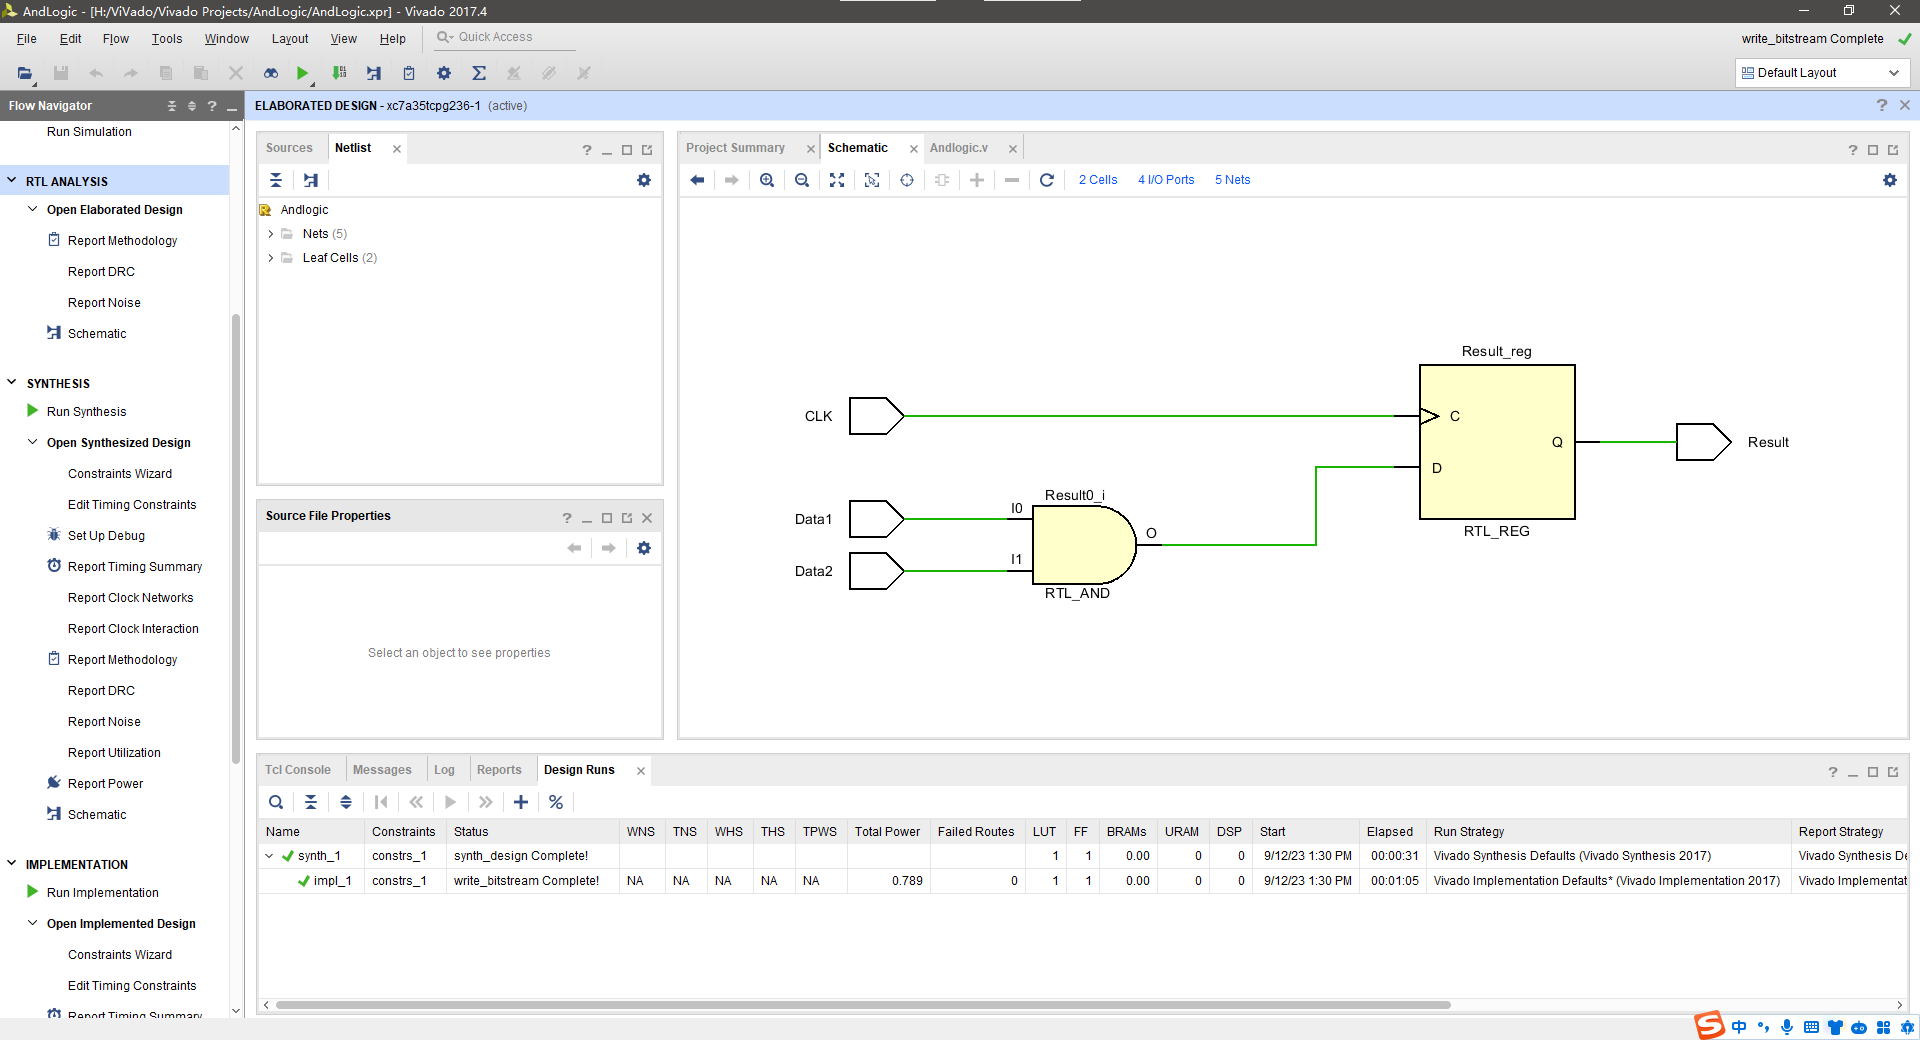 AndLogic - [H:/ViVado/Vivado Projects/AndLogic/AndLogic.xpr] - Vivado 2017.4
File Edit Flow Tools Window Layout View Help Quick Access
write_bitstream Complete
Default Layout
Flow Navigator
ELABORATED DESIGN - xc7a35tcpg236-1 (active)
Run Simulation
RTL ANALYSIS
Open Elaborated Design
Report Methodology
Report DRC
Report Noise
Schematic
SYNTHESIS
Run Synthesis
Open Synthesized Design
Constraints Wizard
Edit Timing Constraints
Set Up Debug
Report Timing Summary
Report Clock Networks
Report Clock Interaction
Report Methodology
Report DRC
Report Noise
Report Utilization
Report Power
Schematic
IMPLEMENTATION
Run Implementation
Open Implemented Design
Constraints Wizard
Edit Timing Constraints
Report Timing Summary
Sources Netlist
Andlogic
Nets (5)
Leaf Cells (2)
Source File Properties
Select an object to see properties
Project Summary Schematic Andlogic.v
2 Cells 4 I/O Ports 5 Nets
Result_reg
CLK
C
Q
Result
D
RTL_REG
Result0_i
I0
Data1
O
I1
Data2
RTL_AND
Tcl Console Messages Log Reports Design Runs
Name Constraints Status WNS TNS WHS THS TPWS Total Power Failed Routes LUT FF BRAMs URAM DSP Start Elapsed Run Strategy Report Strategy
synth_1 constrs_1 synth_design Complete! 1 1 0.00 0 0 9/12/23 1:30 PM 00:00:31 Vivado Synthesis Defaults (Vivado Synthesis 2017) Vivado Synthesis De
impl_1 constrs_1 write_bitstream Complete! NA NA NA NA NA 0.789 0 1 1 0.00 0 0 9/12/23 1:30 PM 00:01:05 Vivado Implementation Defaults* (Vivado Implementation 2017) Vivado Implementat
中